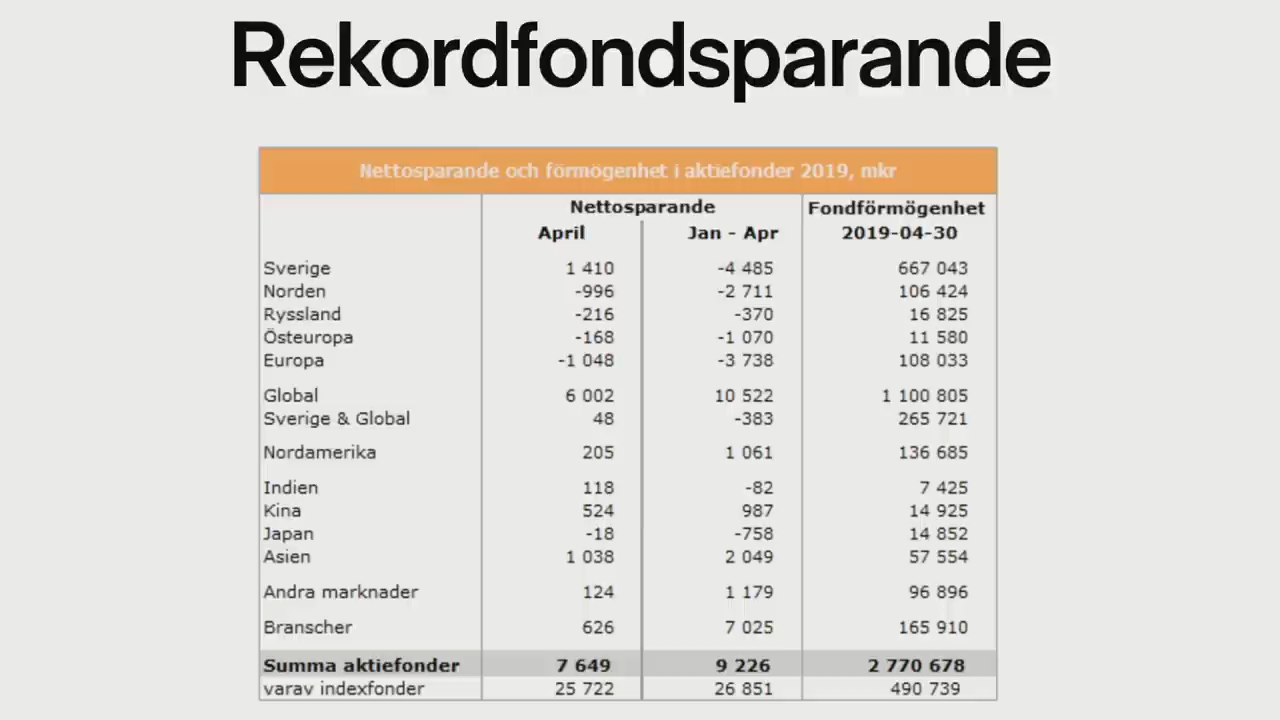 Rekordfondsparande
Nettosparande och förmögenhet i aktiefonder 2019, mkr
Nettosparande Fondförmögenhet
April Jan - Apr 2019-04-30
Sverige 1 410 -4 485 667 043
Norden -996 -2 711 106 424
Ryssland -216 -370 16 825
Östeuropa -168 -1 070 11 580
Europa -1 048 -3 738 108 033
Global 6 002 10 522 1 100 805
Sverige & Global 48 -383 265 721
Nordamerika 205 1 061 136 685
Indien 118 -82 7 425
Kina 524 987 14 925
Japan -18 -758 14 852
Asien 1 038 2 049 57 554
Andra marknader 124 1 179 96 896
Branscher 626 7 025 165 910
Summa aktiefonder 7 649 9 226 2 770 678
varav indexfonder 25 722 26 851 490 739